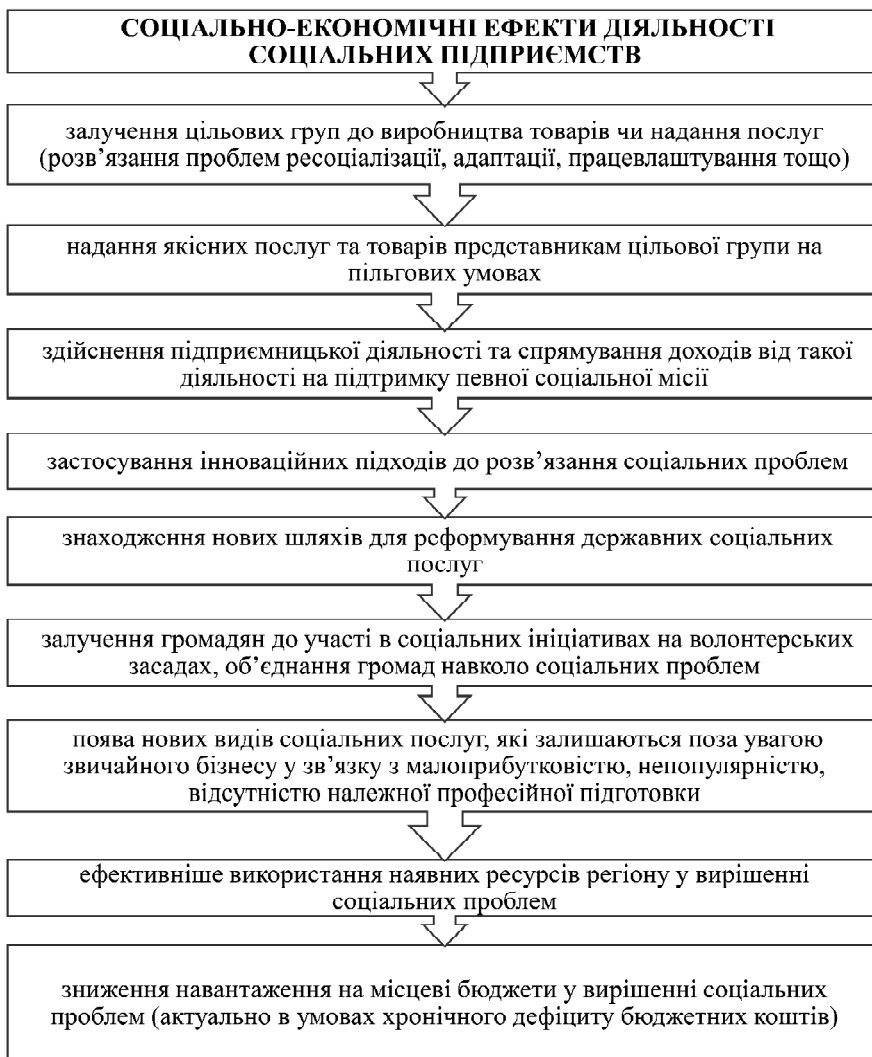 СОЦІАЛЬНО-ЕКОНОМІЧНІ ЕФЕКТИ ДІЯЛЬНОСТІ
СОЦІАЛЬНИХ ПІДПРИЄМСТВ
залучення цільових груп до виробництва товарів чи надання послуг
(розв’язання проблем ресоціалізації, адаптації, працевлаштування тощо)
надання якісних послуг та товарів представникам цільової групи на
пільгових умовах
здійснення підприємницької діяльності та спрямування доходів від такої
діяльності на підтримку певної соціальної місії
застосування інноваційних підходів до розв’язання соціальних проблем
знаходження нових шляхів для реформування державних соціальних
послуг
залучення громадян до участі в соціальних ініціативах на волонтерських
засадах, об’єднання громад навколо соціальних проблем
поява нових видів соціальних послуг, які залишаються поза увагою
звичайного бізнесу у зв’язку з малоприбутковістю, непопулярністю,
відсутністю належної професійної підготовки
ефективніше використання наявних ресурсів регіону у вирішенні
соціальних проблем
зниження навантаження на місцеві бюджети у вирішенні соціальних
проблем (актуально в умовах хронічного дефіциту бюджетних коштів)